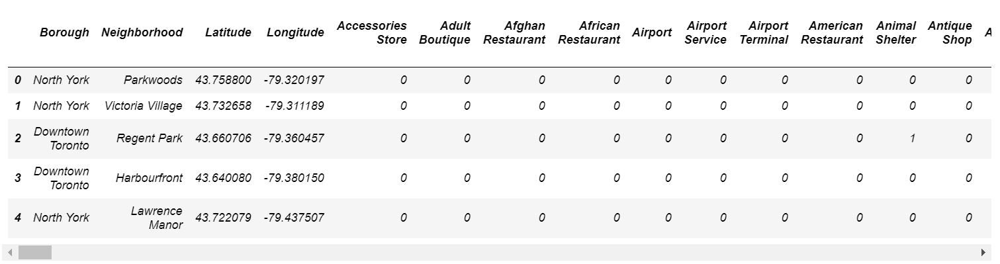 Borough Neighborhood Latitude Longitude Accessories Store Adult Boutique Afghan Restaurant African Restaurant Airport Airport Service Airport Terminal American Restaurant Animal Shelter Antique Shop A
0 North York Parkwoods 43.758800 -79.320197 0 0 0 0 0 0 0 0 0 0
1 North York Victoria Village 43.732658 -79.311189 0 0 0 0 0 0 0 0 0 0
2 Downtown Toronto Regent Park 43.660706 -79.360457 0 0 0 0 0 0 0 0 1 0
3 Downtown Toronto Harbourfront 43.640080 -79.380150 0 0 0 0 0 0 0 0 0 0
4 North York Lawrence Manor 43.722079 -79.437507 0 0 0 0 0 0 0 0 0 0